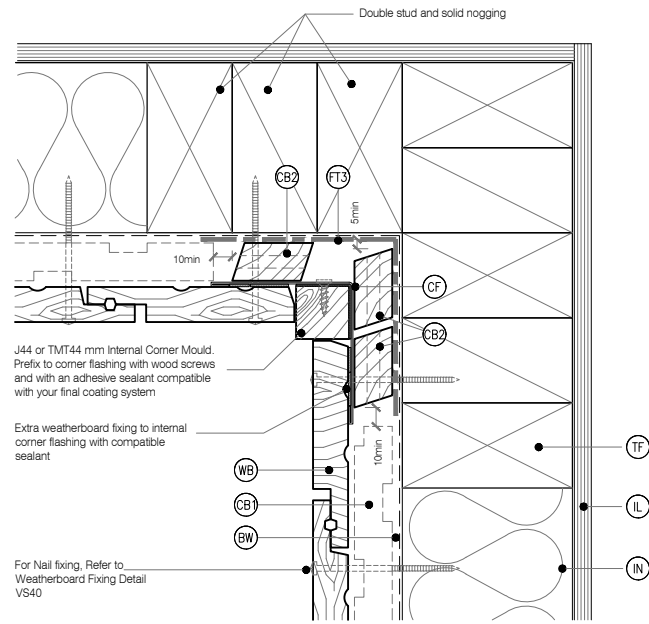 Double stud and solid nogging
CB2
FT3
5min
10min
CF
CB2
J44 or TMT44 mm Internal Corner Mould.
Prefix to corner flashing with wood screws
and with an adhesive sealant compatible
with your final coating system
Extra weatherboard fixing to internal
corner flashing with compatible
sealant
10min
TF
WB
CB1
IL
BW
IN
For Nail fixing, Refer to
Weatherboard Fixing Detail
VS40